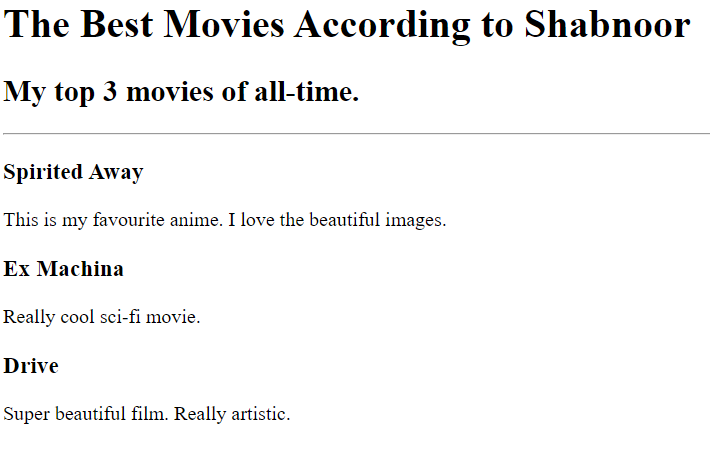 The Best Movies According to Shabnoor
My top 3 movies of all-time.
Spirited Away
This is my favourite anime. I love the beautiful images.
Ex Machina
Really cool sci-fi movie.
Drive
Super beautiful film. Really artistic.